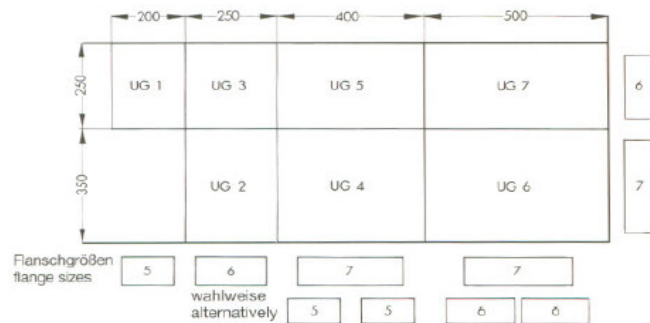 200 250 400 500
250 UG 1 UG 3 UG 5 UG 7 6
350 UG 2 UG 4 UG 6 7
Flanschgrößen
flange sizes
5 6 7 7
wahlweise
alternatively
5 5 6 6